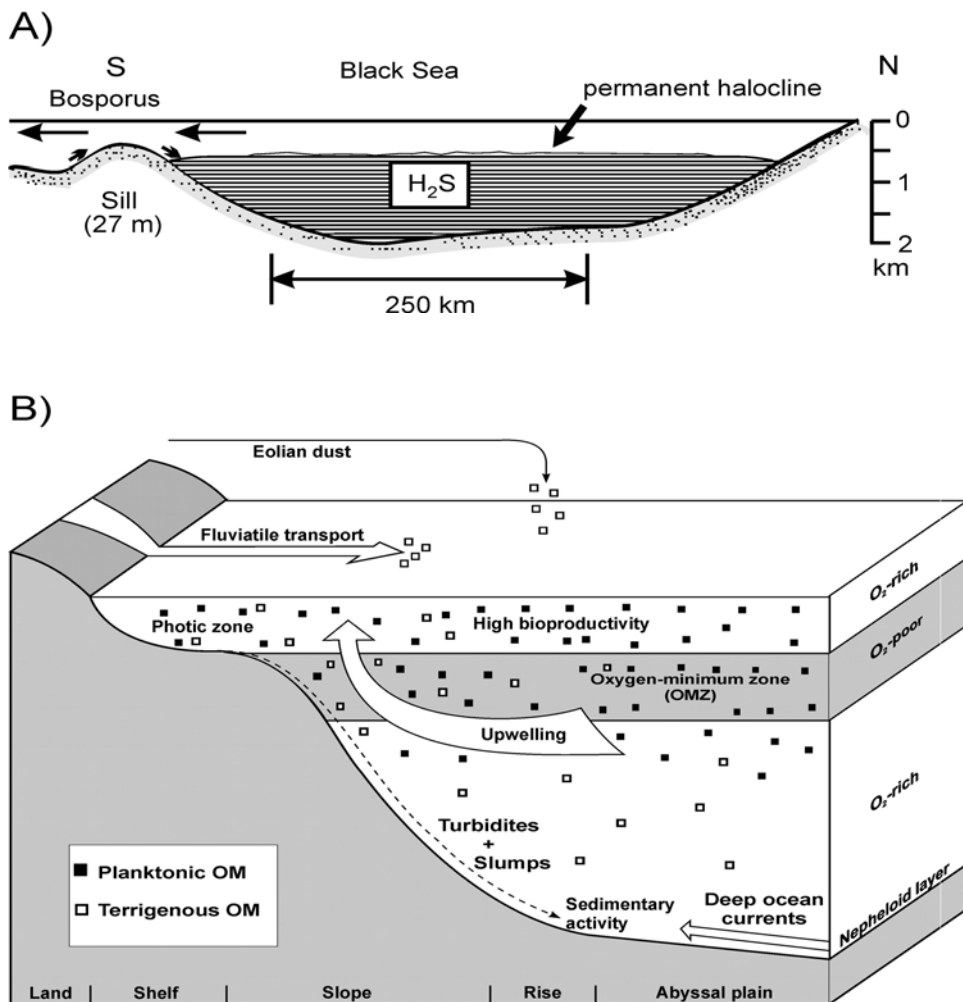 A)
S
Bosporus
Black Sea
N
permanent halocline
0
H₂S
1
Sill
(27 m)
2
km
250 km
B)
Eolian dust
Fluviatile transport
O₂-rich
Photic zone
High bioproductivity
O₂-poor
Oxygen-minimum zone
(OMZ)
Upwelling
O₂-rich
Turbidites
+
Slumps
Planktonic OM
Terrigenous OM
Sedimentary
activity
Deep ocean
currents
Nepheloid layer
Land
Shelf
Slope
Rise
Abyssal plain